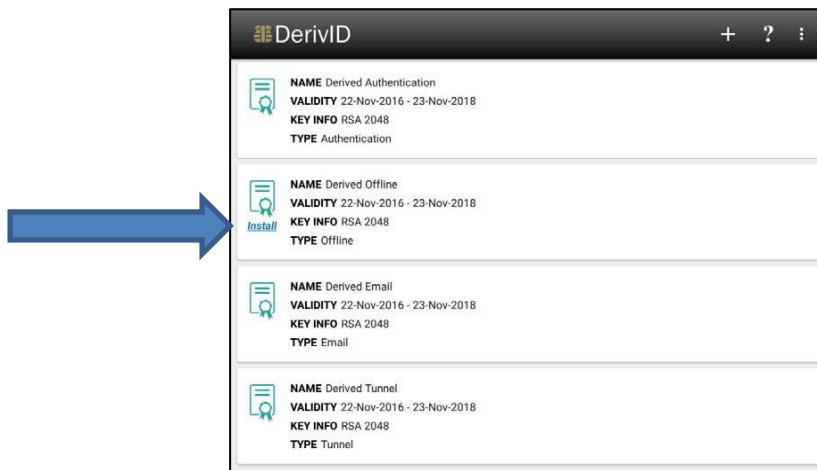 DerivID + ?
NAME Derived Authentication
VALIDITY 22-Nov-2016 - 23-Nov-2018
KEY INFO RSA 2048
TYPE Authentication
NAME Derived Offline
VALIDITY 22-Nov-2016 - 23-Nov-2018
Install KEY INFO RSA 2048
TYPE Offline
NAME Derived Email
VALIDITY 22-Nov-2016 - 23-Nov-2018
KEY INFO RSA 2048
TYPE Email
NAME Derived Tunnel
VALIDITY 22-Nov-2016 - 23-Nov-2018
KEY INFO RSA 2048
TYPE Tunnel